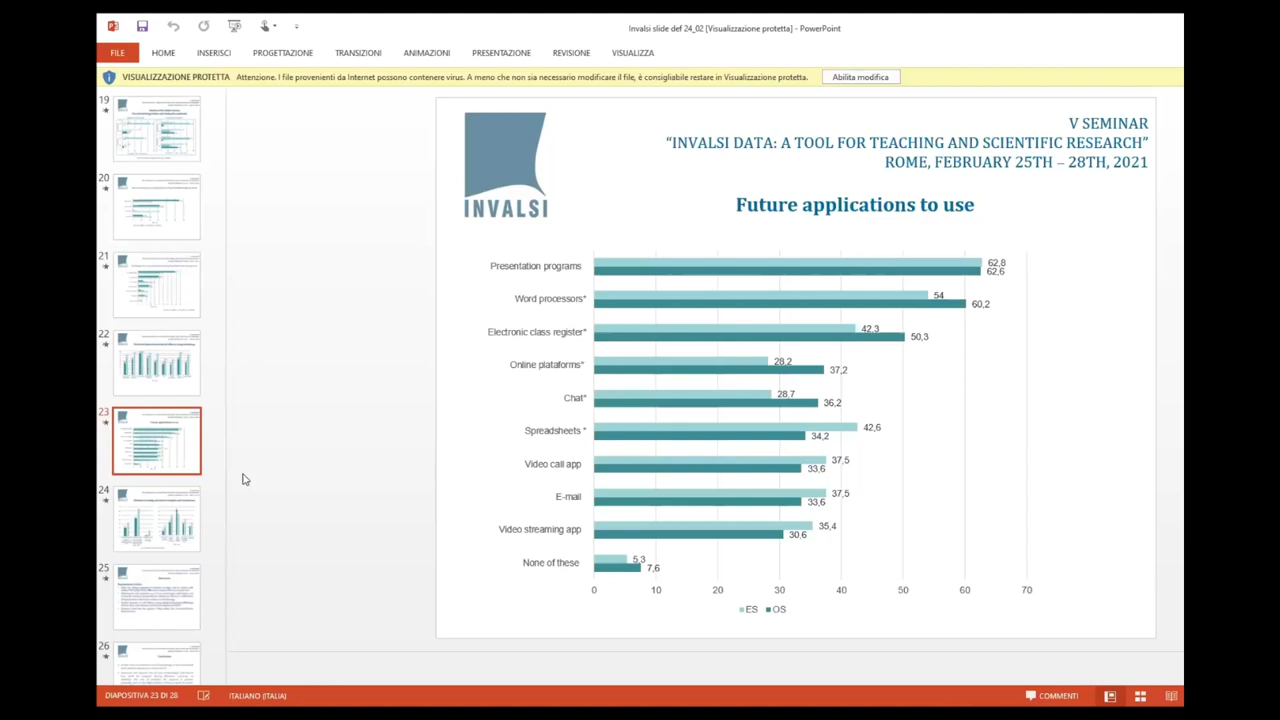 Invalsi slide def 24_02 [Visualizzazione protetta] - PowerPoint
FILE HOME INSERISCI PROGETTAZIONE TRANSIZIONI ANIMAZIONI PRESENTAZIONE REVISIONE VISUALIZZA
VISUALIZZAZIONE PROTETTA Attenzione. I file provenienti da Internet possono contenere virus. A meno che non sia necessario modificare il file, è consigliabile restare in Visualizzazione protetta. Abilita modifica
19
20
21
22
23
24
25
26
INVALSI
V SEMINAR
“INVALSI DATA: A TOOL FOR TEACHING AND SCIENTIFIC RESEARCH”
ROME, FEBRUARY 25TH – 28TH, 2021
Future applications to use
Presentation programs 62,8 62,6
Word processors* 54 60,2
Electronic class register* 42,3 50,3
Online plataforms* 28,2 37,2
Chat* 28,7 36,2
Spreadsheets * 42,6 34,2
Video call app 37,5 33,6
E-mail 37,5 33,6
Video streaming app 35,4 30,6
None of these 5,3 7,6
0 10 20 30 40 50 60 70
ES OS
DIAPOSITIVA 23 DI 28 ITALIANO (ITALIA) COMMENTI